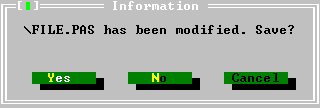 Information
\FILE.PAS has been modified. Save?
Yes No Cancel